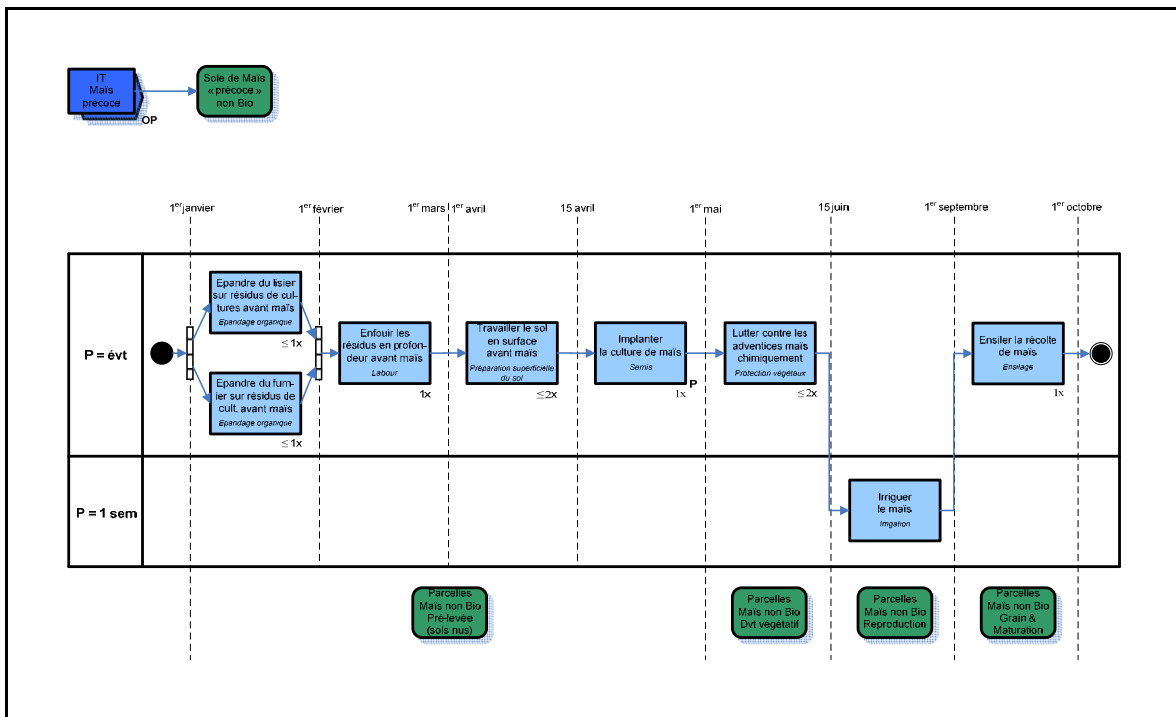 IT
Maïs
précoce
OP
Sole de Maïs
« précoce »
non Bio
1er janvier
1er février
1er mars
1er avril
15 avril
1er mai
15 juin
1er septembre
1er octobre
P = évt
Epandre du lisier
sur résidus de cul-
tures avant maïs
Epandage organique
≤ 1x
Epandre du fum-
ier sur résidus de
cult. avant maïs
Epandage organique
≤ 1x
Enfouir les
résidus en profon-
deur avant maïs
Labour
1x
Travailler le sol
en surface
avant maïs
Préparation superficielle
du sol
≤2x
Implanter
la culture de maïs
Semis
P
1x
Lutter contre les
adventices maïs
chimiquement
Protection végétaux
≤2x
Ensiler la récolte
de maïs
Ensilage
1x
P = 1 sem
Irriguer
le maïs
Irrigation
Parcelles
Maïs non Bio
Pré-levée
(sols nus)
Parcelles
Maïs non Bio
Dvt végétatif
Parcelles
Maïs non Bio
Reproduction
Parcelles
Maïs non Bio
Grain &
Maturation